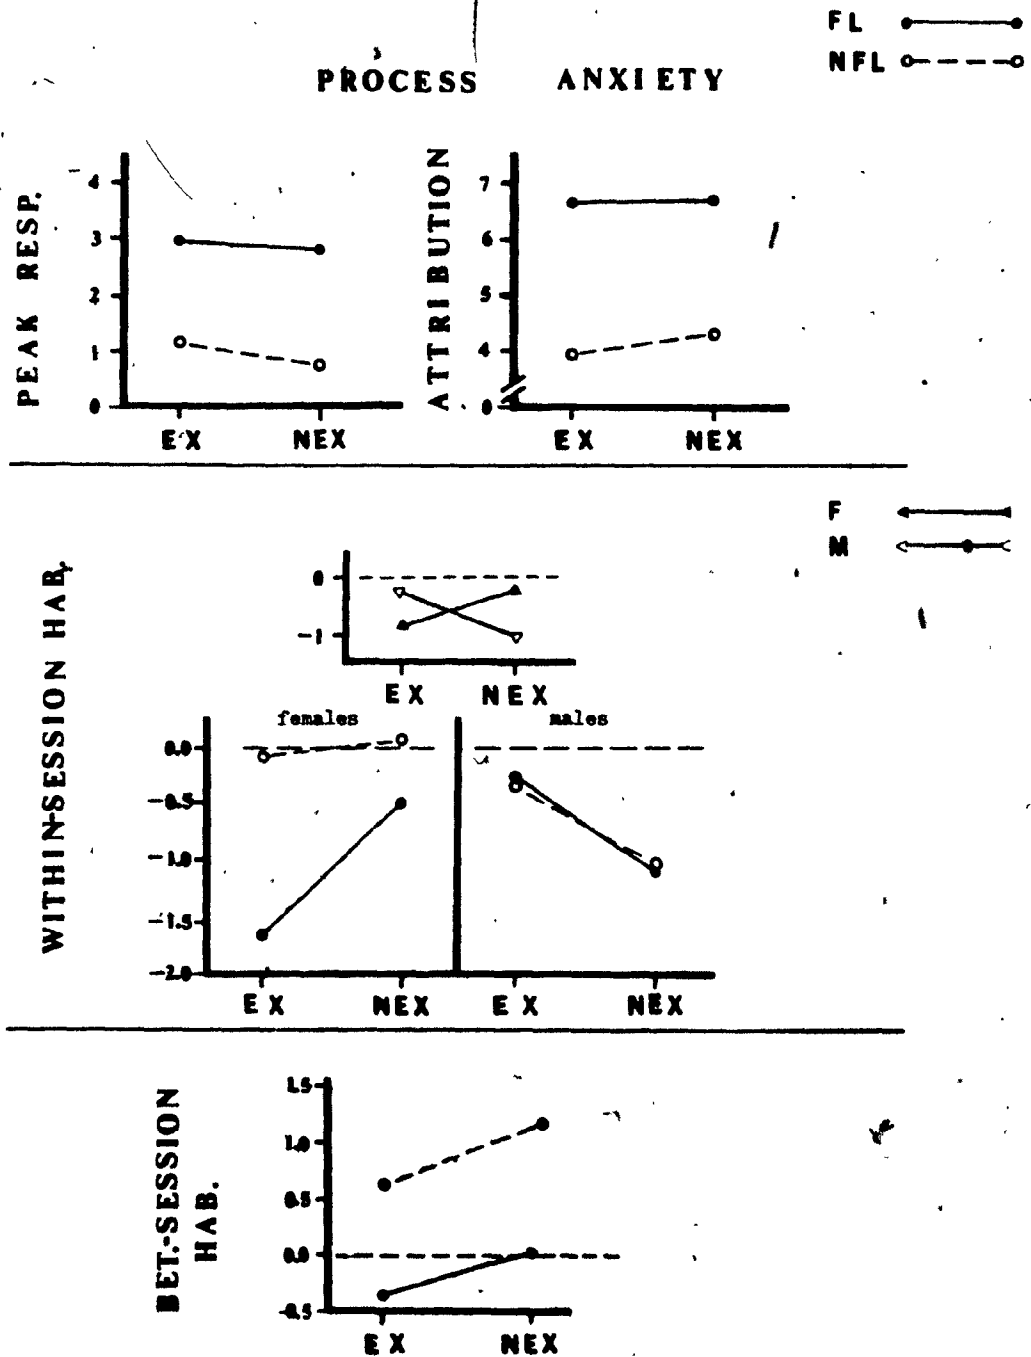 FL
NFL
PROCESS ANXIETY
PEAK RESP.
4
3
2
1
0
EX NEX
ATTRIBUTION
7
6
5
4
0
EX NEX
F
M
WITHIN-SESSION HAB.
0
-1
EX NEX
females males
0.0
-0.5
-1.0
-1.5
-2.0
EX NEX EX NEX
BET.-SESSION
HAB.
1.5
1.0
0.5
0.0
-0.5
EX NEX